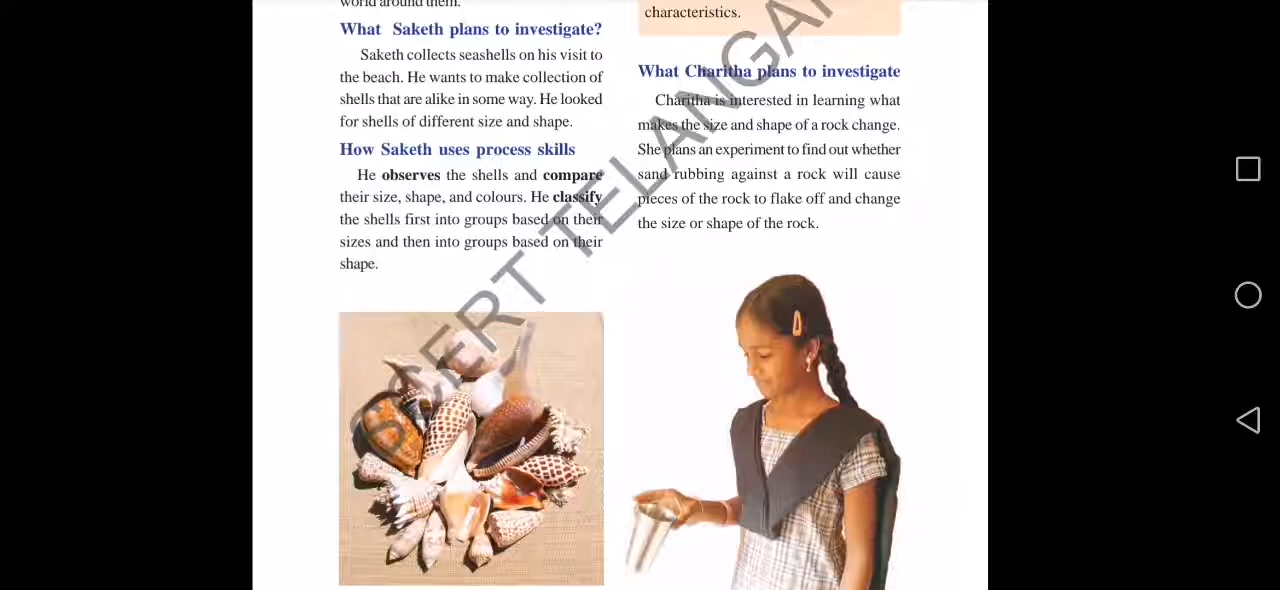 world around them.
What Saketh plans to investigate?
Saketh collects seashells on his visit to
the beach. He wants to make collection of
shells that are alike in some way. He looked
for shells of different size and shape.
How Saketh uses process skills
He observes the shells and compare
their size, shape, and colours. He classify
the shells first into groups based on their
sizes and then into groups based on their
shape.
characteristics.
What Charitha plans to investigate
Charitha is interested in learning what
makes the size and shape of a rock change.
She plans an experiment to find out whether
sand rubbing against a rock will cause
pieces of the rock to flake off and change
the size or shape of the rock.
SCERT TELANGA